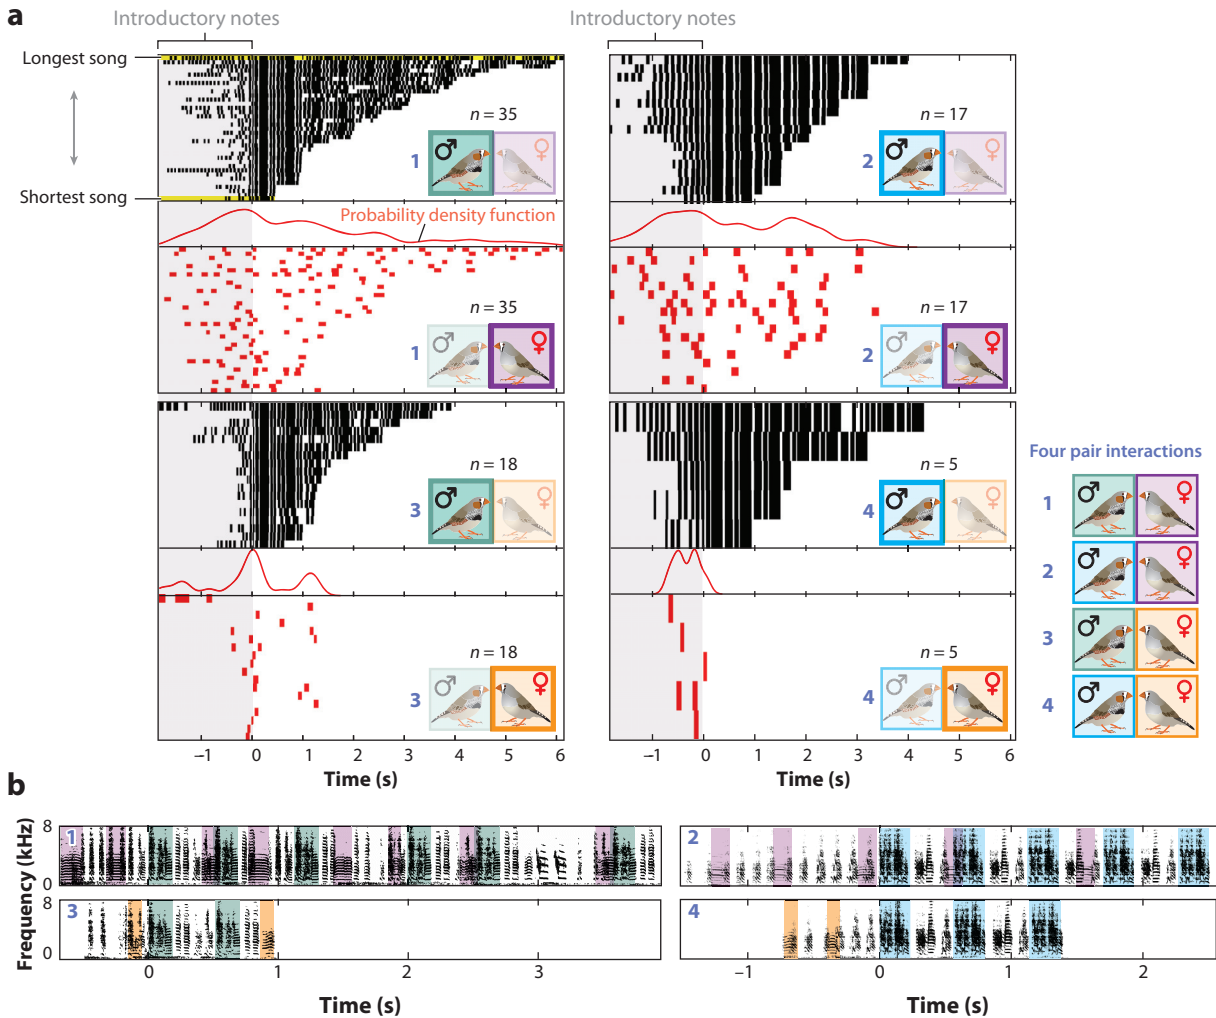 a
Introductory notes
Introductory notes
Longest song
Shortest song
n = 35
1
♂
♀
n = 17
2
♂
♀
Probability density function
n = 35
1
♂
♀
n = 17
2
♂
♀
n = 18
3
♂
♀
n = 5
4
♂
♀
n = 18
3
♂
♀
n = 5
4
♂
♀
–1 0 1 2 3 4 5 6
Time (s)
–1 0 1 2 3 4 5 6
Time (s)
Four pair interactions
1 ♂ ♀
2 ♂ ♀
3 ♂ ♀
4 ♂ ♀
b
Frequency (kHz)
8
0
1
8
0
3
0 1 2 3
Time (s)
2
4
–1 0 1 2
Time (s)